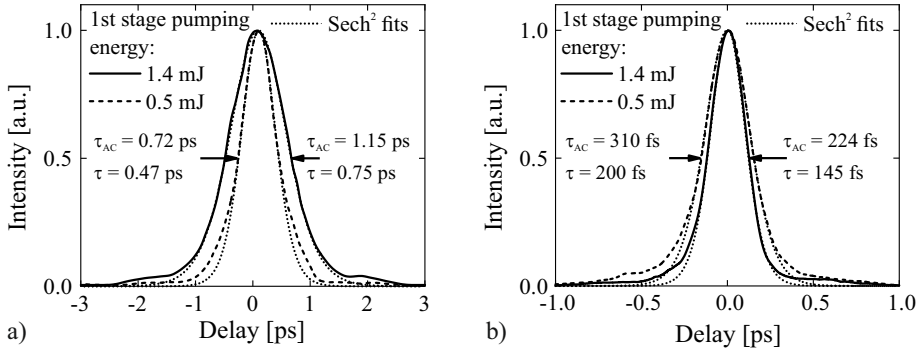 1st stage pumping
energy:
1.4 mJ
0.5 mJ
Sech² fits
τAC = 0.72 ps
τ = 0.47 ps
τAC = 1.15 ps
τ = 0.75 ps
Intensity [a.u.]
1.0
0.5
0.0
-3 -2 -1 0 1 2 3
Delay [ps]
a)
1st stage pumping
energy:
1.4 mJ
0.5 mJ
Sech² fits
τAC = 310 fs
τ = 200 fs
τAC = 224 fs
τ = 145 fs
Intensity [a.u.]
1.0
0.5
0.0
-1.0 -0.5 0.0 0.5 1.0
Delay [ps]
b)